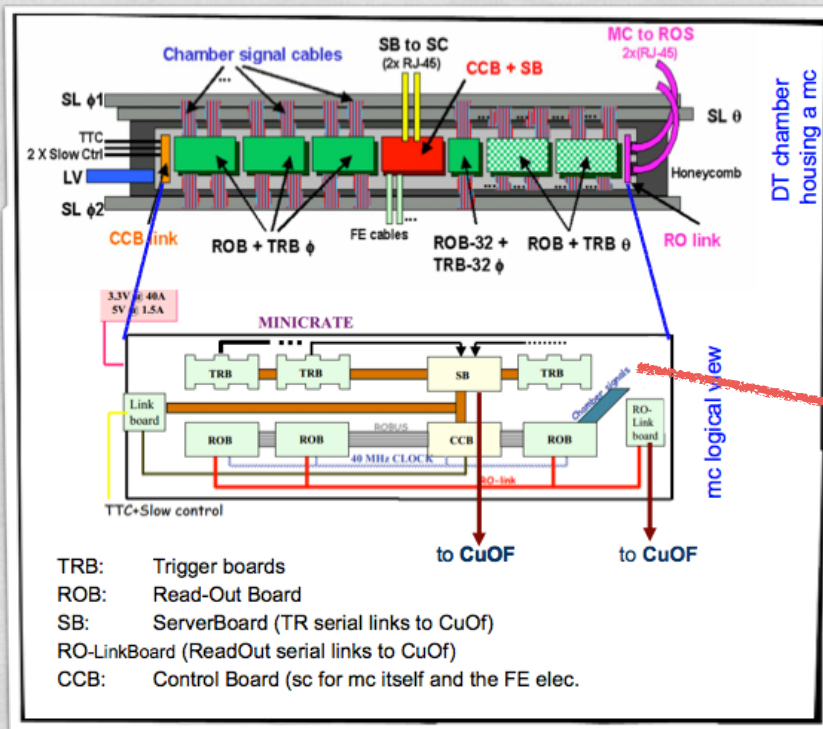 Chamber signal cables
...
SB to SC
(2x RJ-45)
CCB + SB
MC to ROS
2x(RJ-45)
SL ϕ1
SL θ
TTC
2 X Slow Ctrl
LV
Honeycomb
SL ϕ2
CCB link
ROB + TRB ϕ
FE cables
...
ROB-32 +
TRB-32 ϕ
ROB + TRB θ
RO link
DT chamber
housing a mc
3.3V @ 40A
5V @ 1.5A
MINICRATE
TRB
TRB
SB
TRB
Chamber signals
Link
board
RO-
Link
board
ROB
ROB
ROBUS
CCB
ROB
40 MHz CLOCK
RO-link
TTC+Slow control
mc logical view
to CuOF
to CuOF
TRB: Trigger boards
ROB: Read-Out Board
SB: ServerBoard (TR serial links to CuOf)
RO-LinkBoard (ReadOut serial links to CuOf)
CCB: Control Board (sc for mc itself and the FE elec.